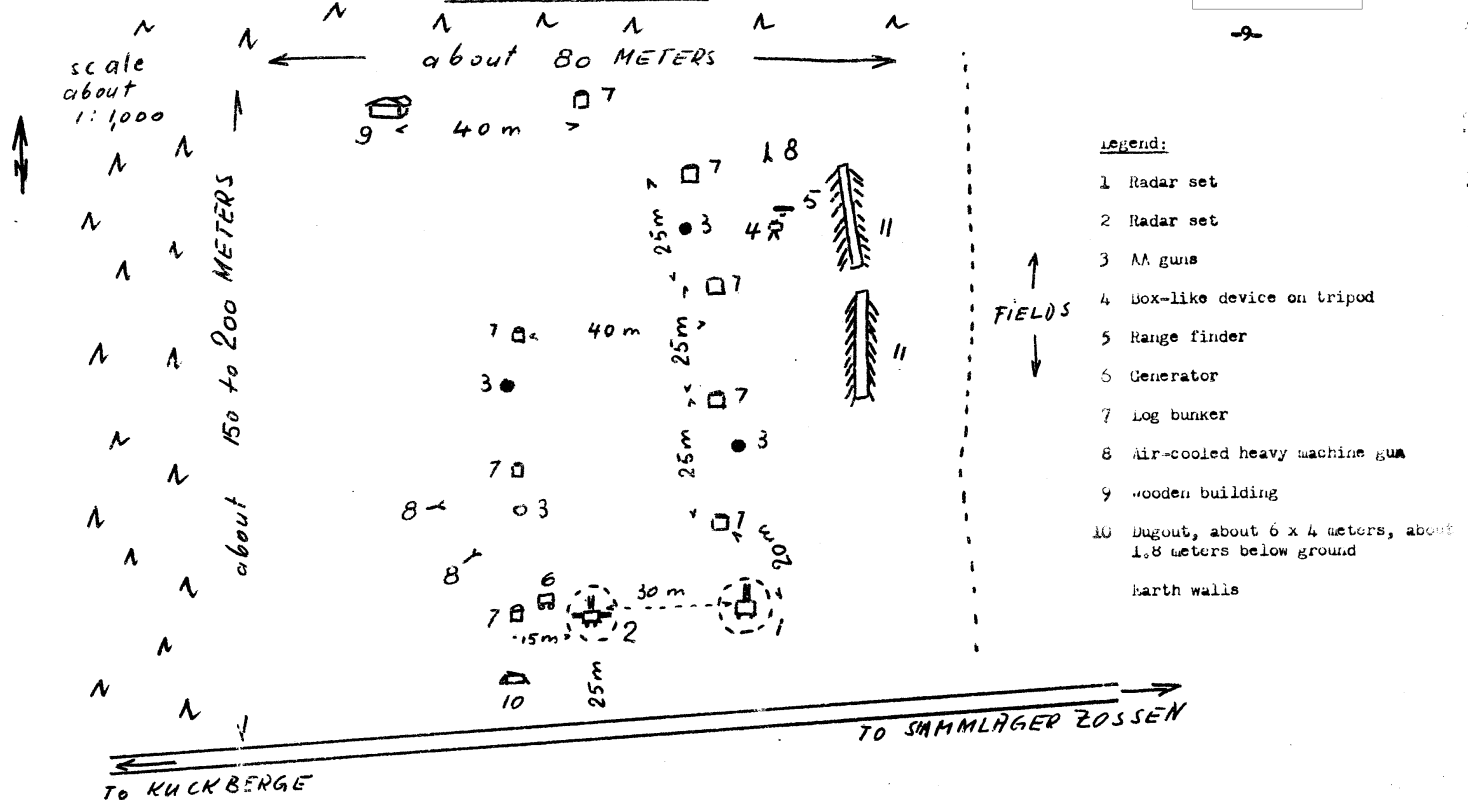 -9-
about 80 METERS
scale
about
1:1,000
9
40 m
7
about 150 to 200 METERS
8
7
5
25m
3
4
11
7
7
40 m
25m
11
3
7
25m
3
7
8
3
7
20m
8
6
30 m
7
2
1
15m
10
25m
FIELDS
TO SAMMLAGER ZOSSEN
TO KUCKBERGE
Legend:
1 Radar set
2 Radar set
3 AA guns
4 Box-like device on tripod
5 Range finder
6 Generator
7 Log bunker
8 Air-cooled heavy machine gun
9 Wooden building
10 Dugout, about 6 x 4 meters, about
1.8 meters below ground
Earth walls